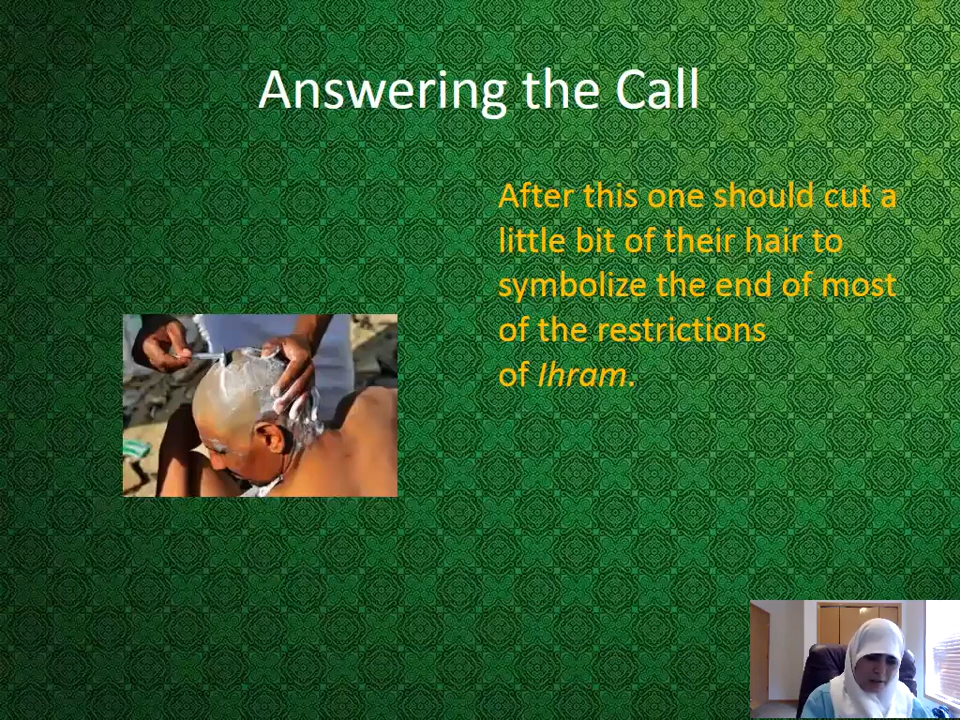 Answering the Call
After this one should cut a
little bit of their hair to
symbolize the end of most
of the restrictions
of Ihram.